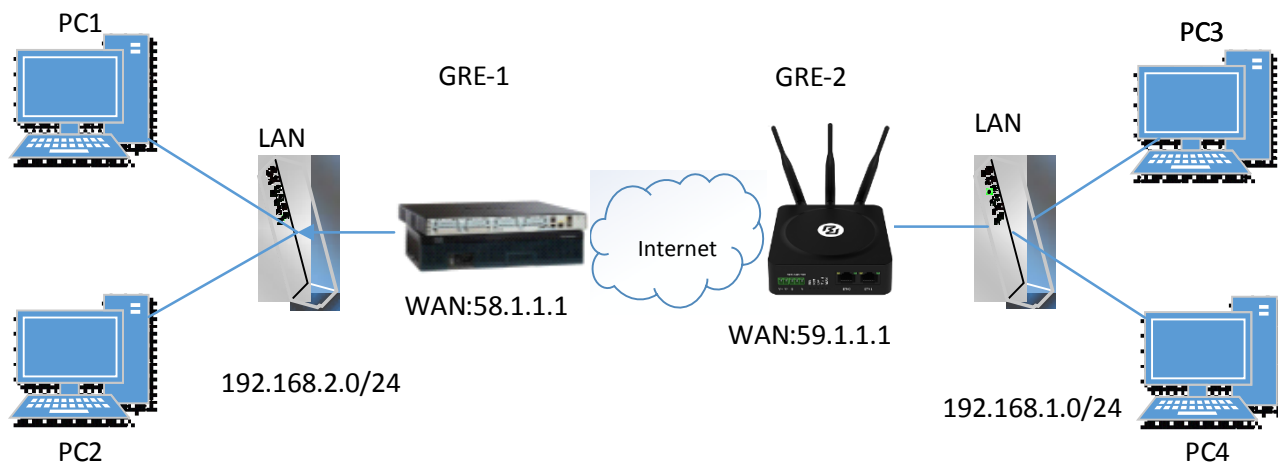 PC1
PC3
GRE-1
GRE-2
LAN
LAN
Internet
WAN:58.1.1.1
WAN:59.1.1.1
192.168.2.0/24
192.168.1.0/24
PC2
PC4